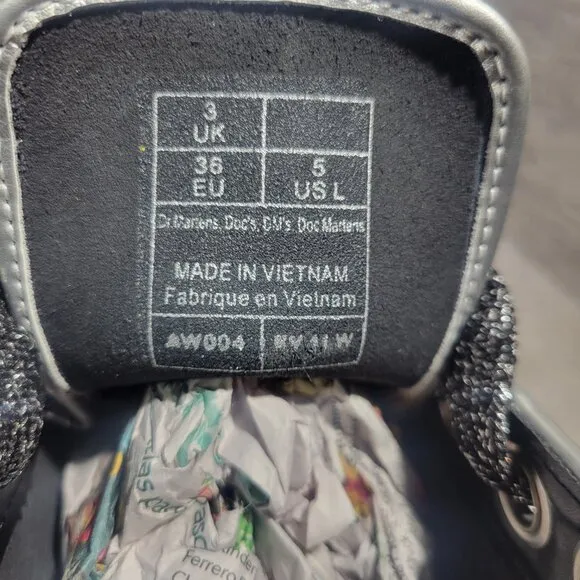 3
UK
36
EU
5
US L
Dr.Martens, Doc's, DM's, Doc Martens
MADE IN VIETNAM
Fabrique en Vietnam
AW004
Ferrero